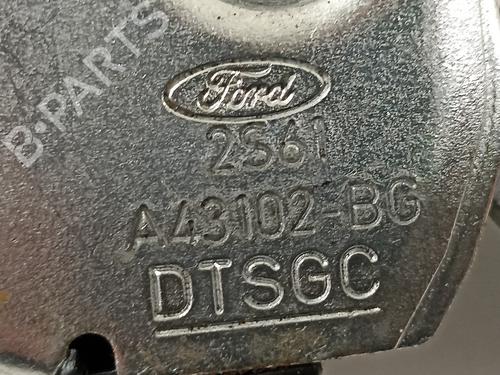 B-PARTS
Ford
2S61
A43102-BG
DTSGC